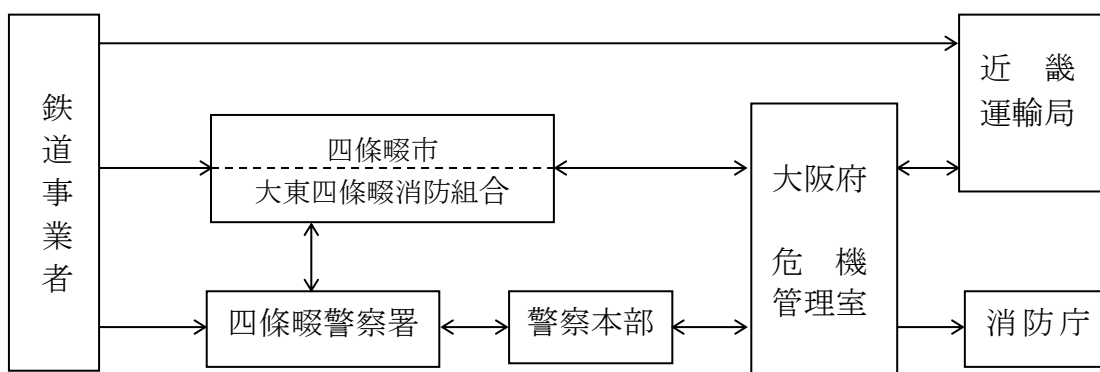 鉄道事業者
四條畷市
大東四條畷消防組合
四條畷警察署
警察本部
大阪府
危　機
管理室
近　畿
運輸局
消防庁